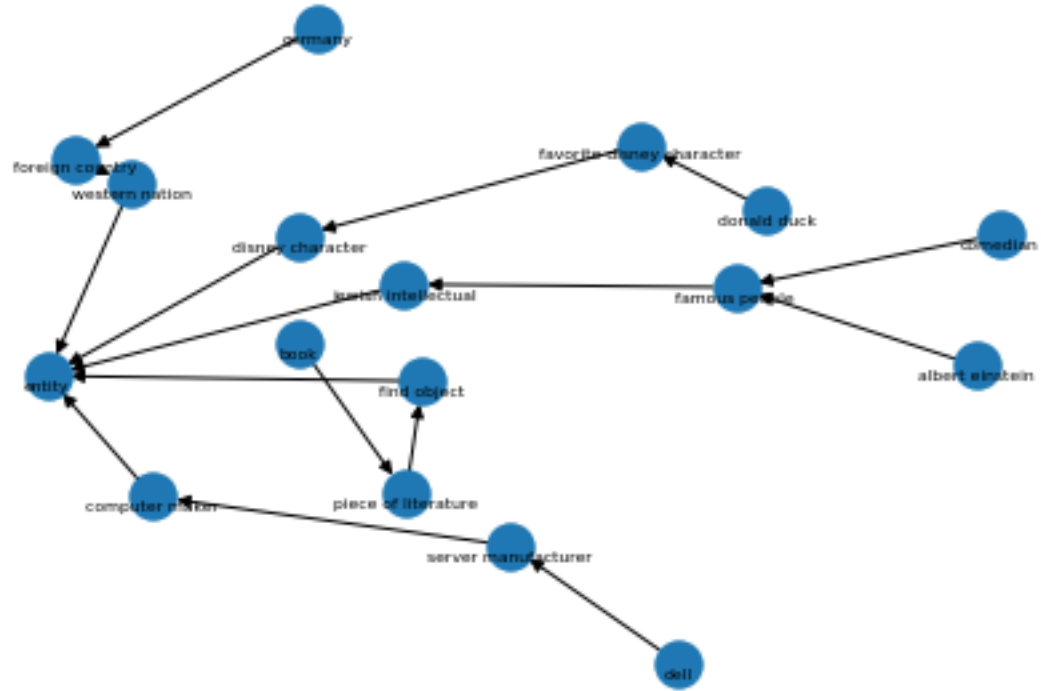 germany
favorite disney character
foreign country
western nation
donald duck
disney character
comedian
jewish intellectual
famous people
book
entity
find object
albert einstein
computer maker
piece of literature
server manufacturer
dell